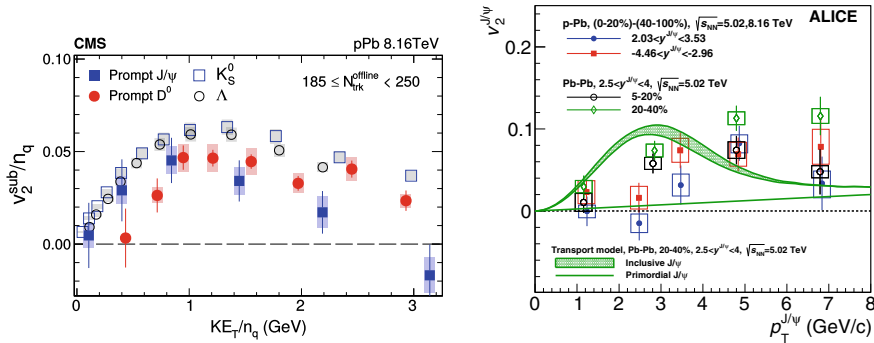 CMS
pPb 8.16TeV
Prompt J/ψ
K⁰S
Prompt D⁰
Λ
185 ≤ N^offline_trk < 250
0.10
0.05
0.00
v₂^sub/n_q
0
1
2
3
KE_T/n_q (GeV)
ALICE
p-Pb, (0-20%)-(40-100%), √s_NN=5.02,8.16 TeV
2.03<y^J/ψ<3.53
-4.46<y^J/ψ<-2.96
Pb-Pb, 2.5<y^J/ψ<4, √s_NN=5.02 TeV
5-20%
20-40%
v₂^J/ψ
0.2
0.1
0
Transport model, Pb-Pb, 20-40%, 2.5<y^J/ψ<4, √s_NN=5.02 TeV
Inclusive J/ψ
Primordial J/ψ
0
1
2
3
4
5
6
7
8
p_T^J/ψ (GeV/c)